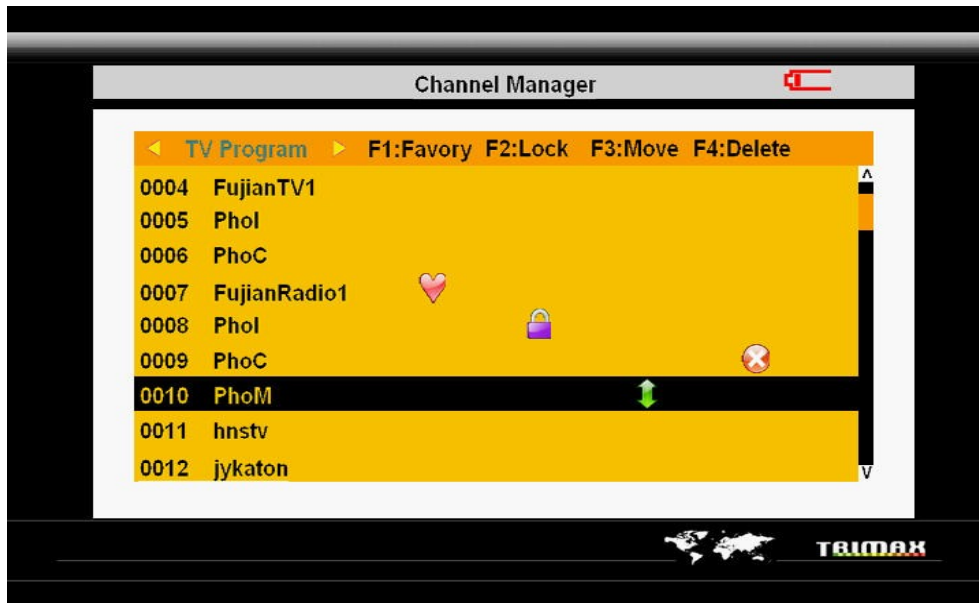 Channel Manager
TV Program F1:Favory F2:Lock F3:Move F4:Delete
0004 FujianTV1
0005 PhoI
0006 PhoC
0007 FujianRadio1
0008 PhoI
0009 PhoC
0010 PhoM
0011 hnstv
0012 jykaton
TRIMAX